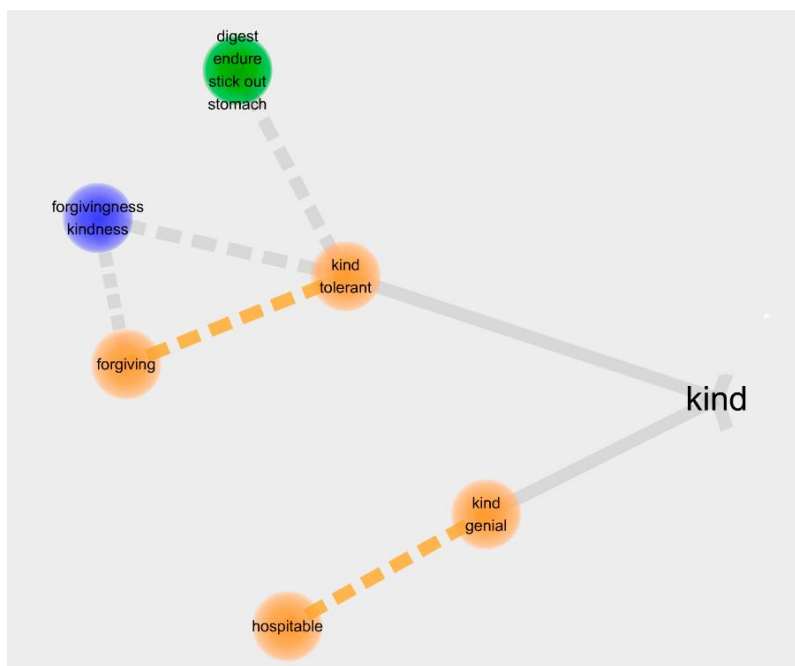 digest
endure
stick out
stomach
forgivingness
kindness
kind
tolerant
forgiving
kind
kind
genial
hospitable